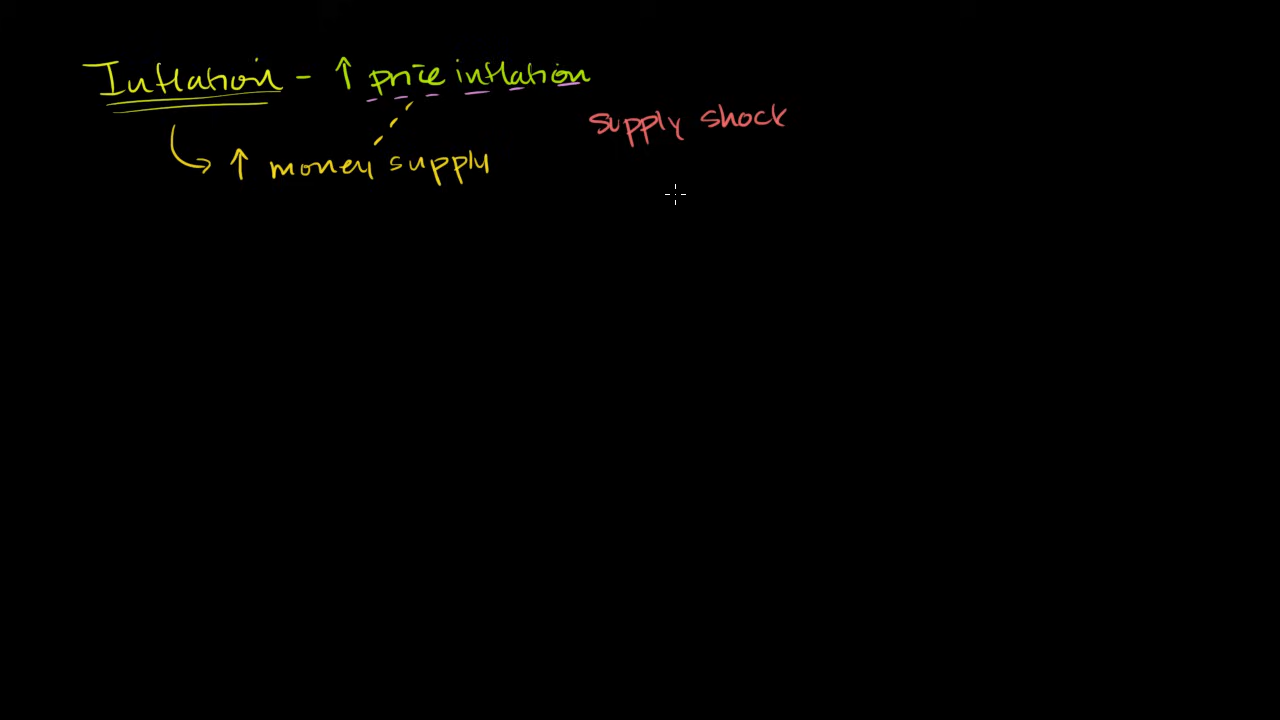 Inflation - ↑ price inflation
supply shock
↑ money supply